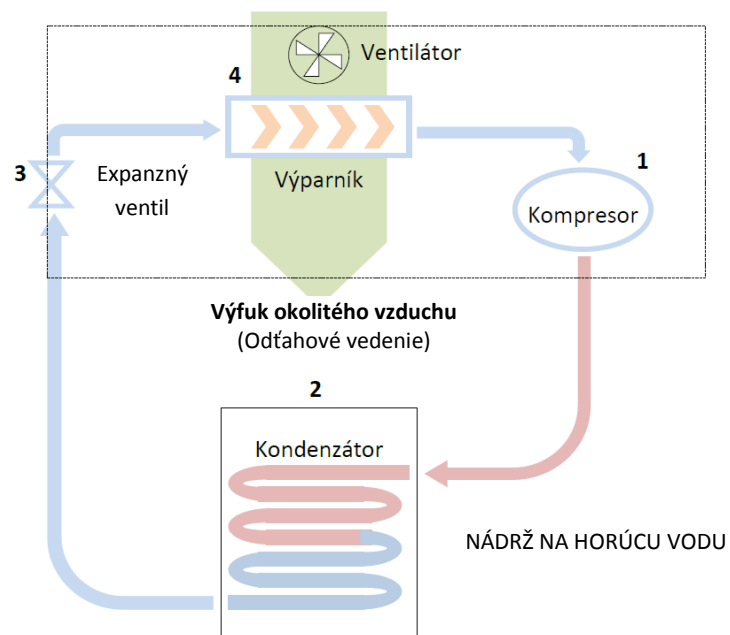 Ventilátor
4
1
3
Expanzný
ventil
Výparník
Kompresor
Výfuk okolitého vzduchu
(Odťahové vedenie)
2
Kondenzátor
NÁDRŽ NA HORÚCU VODU